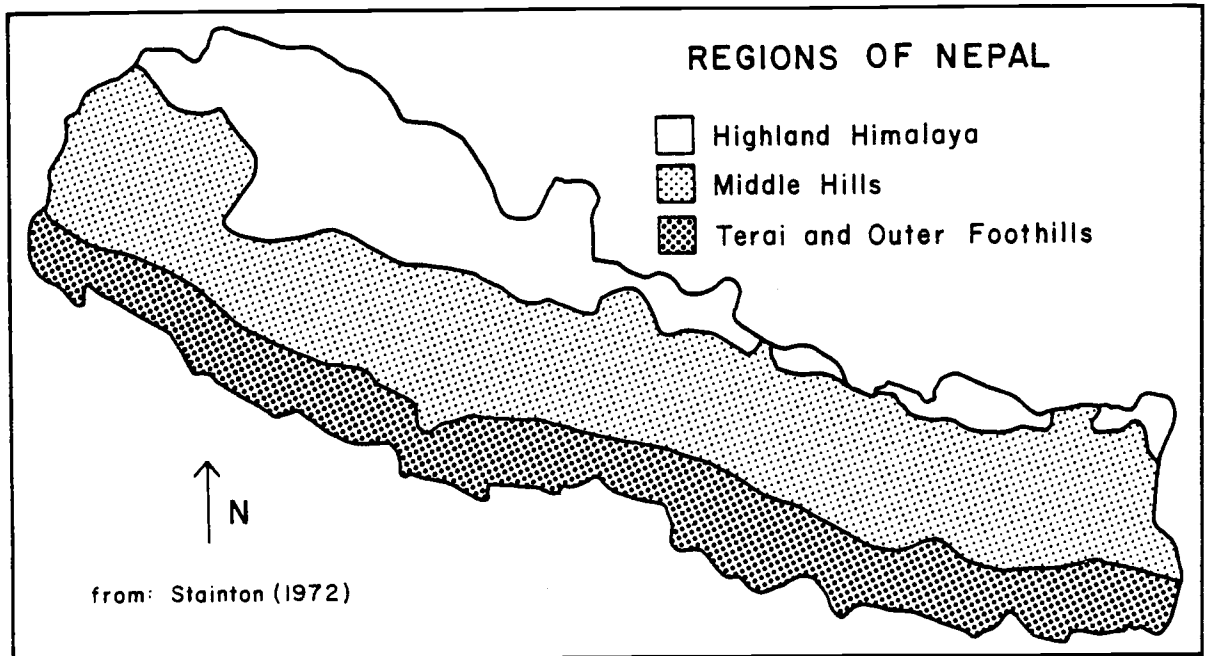 REGIONS OF NEPAL
Highland Himalaya
Middle Hills
Terai and Outer Foothills
N
from: Stainton (1972)